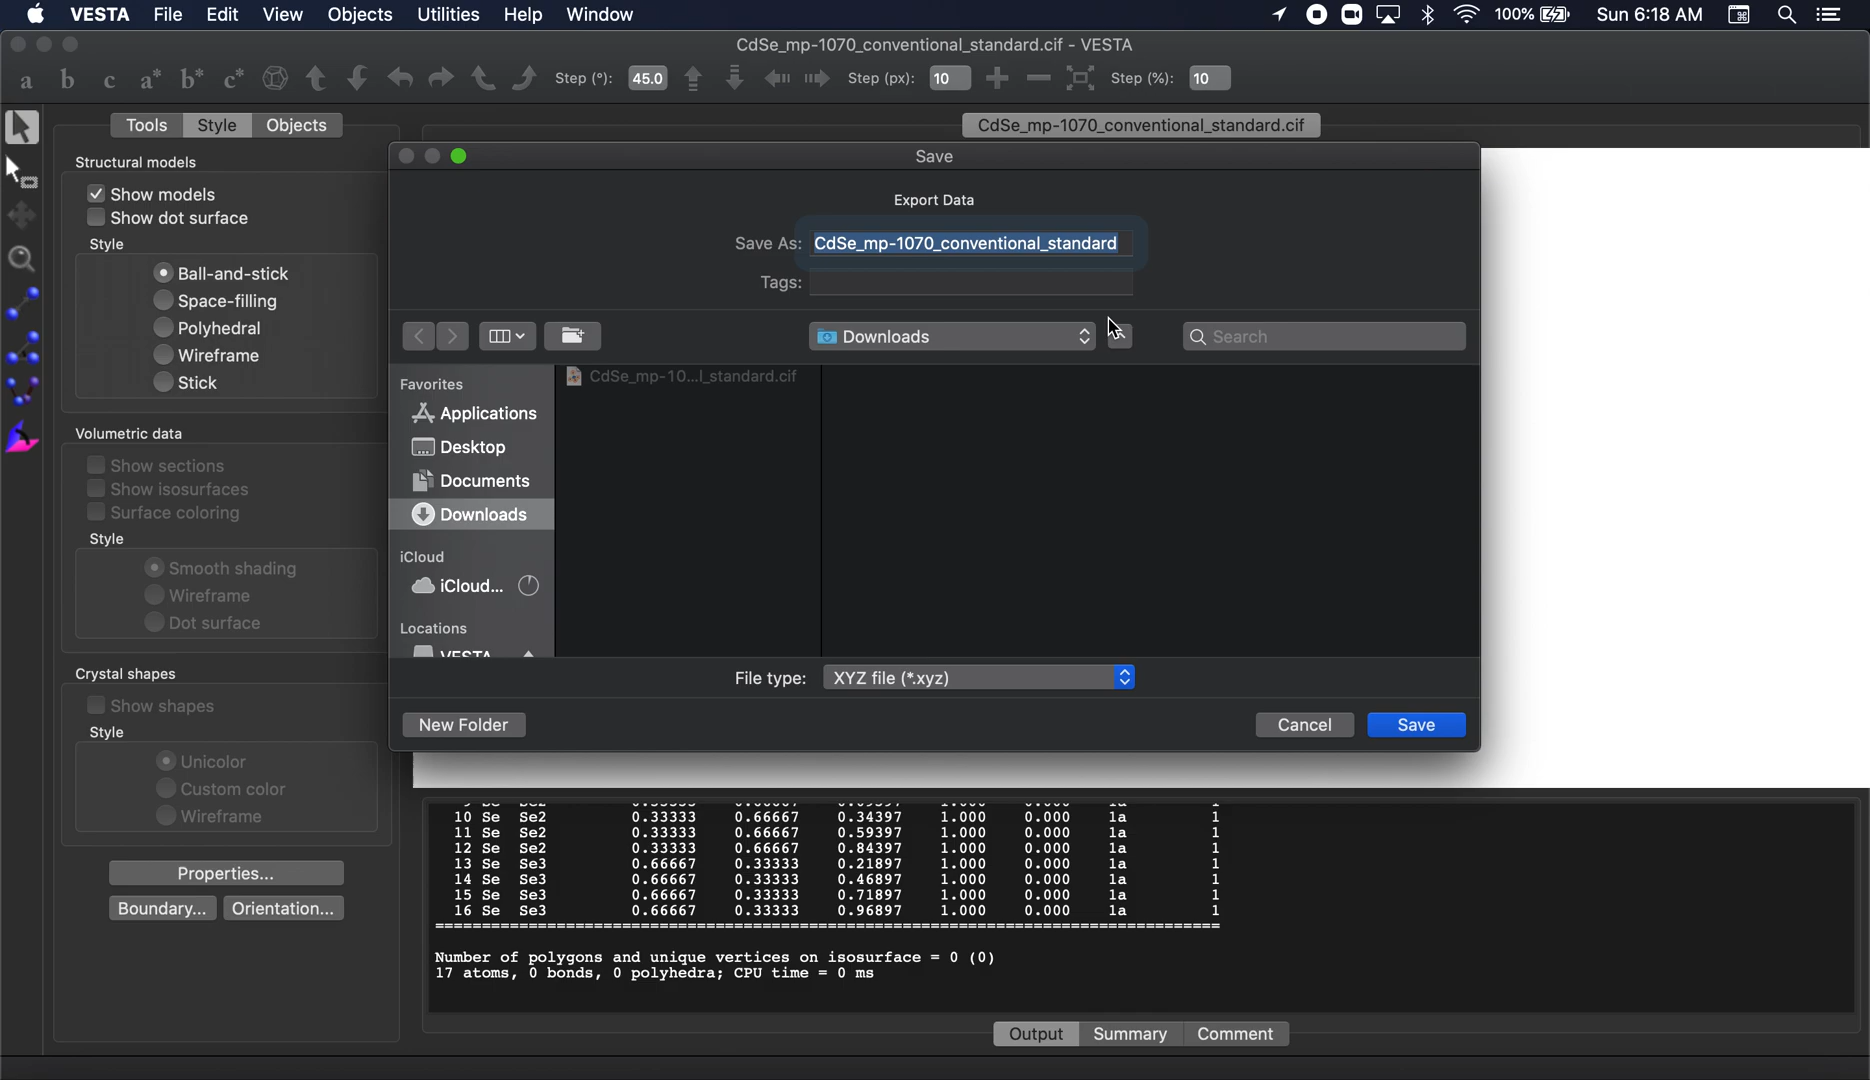 VESTA File Edit View Objects Utilities Help Window 100% Sun 6:18 AM
CdSe_mp-1070_conventional_standard.cif - VESTA
a b c a* b* c* Step (°): 45.0 Step (px): 10 Step (%): 10
Tools Style Objects CdSe_mp-1070_conventional_standard.cif
Structural models
Show models
Show dot surface
Style
Ball-and-stick
Space-filling
Polyhedral
Wireframe
Stick
Volumetric data
Show sections
Show isosurfaces
Surface coloring
Style
Smooth shading
Wireframe
Dot surface
Crystal shapes
Show shapes
Style
Unicolor
Custom color
Wireframe
Properties...
Boundary... Orientation...
Save
Export Data
Save As: CdSe_mp-1070_conventional_standard
Tags:
Downloads Search
Favorites
Applications
Desktop
Documents
Downloads
iCloud
iCloud...
Locations
VESTA
CdSe_mp-10...l_standard.cif
File type: XYZ file (*.xyz)
New Folder Cancel Save
10 Se Se2 0.33333 0.66667 0.34397 1.000 0.000 1a 1
11 Se Se2 0.33333 0.66667 0.59397 1.000 0.000 1a 1
12 Se Se2 0.33333 0.66667 0.84397 1.000 0.000 1a 1
13 Se Se3 0.66667 0.33333 0.21897 1.000 0.000 1a 1
14 Se Se3 0.66667 0.33333 0.46897 1.000 0.000 1a 1
15 Se Se3 0.66667 0.33333 0.71897 1.000 0.000 1a 1
16 Se Se3 0.66667 0.33333 0.96897 1.000 0.000 1a 1
Number of polygons and unique vertices on isosurface = 0 (0)
17 atoms, 0 bonds, 0 polyhedra; CPU time = 0 ms
Output Summary Comment